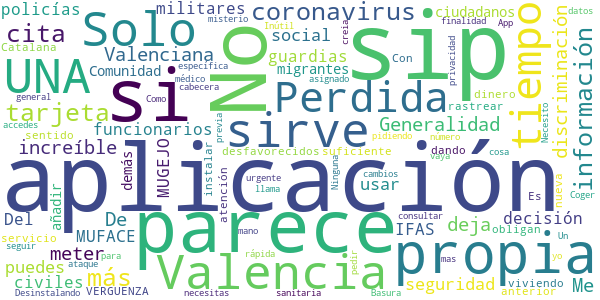 policías militares misterio coronavirus Inútil creia ciudadanos finalidad App datos
cita Solo No sip tiempo
Catalana Valenciana social Con privacidad
UNA si especifica guardias
general médico Comunidad migrantes asignado dinero Necesito discriminación información
accedes Como cabecera Perdida rastrear
tarjeta funcionarios previa sirve Generalidad
sentido increíble demás MUGEJO instalar desfavorecidos suficiente pidiendo número dando vaya cosa
aplicación
añadir atención llama urgente Ninguna cambios usar Es nueva Coger
Del De parece IFAS deja decisión Un
servicio MUFACE mano consultar obligan yo
seguir meter más propia
puedes ataque para Valencia rápida pedir mas seguridad viviendo Me
civiles necesitas sanitaria anterior
Desinstalando VERGÜENZA Basura